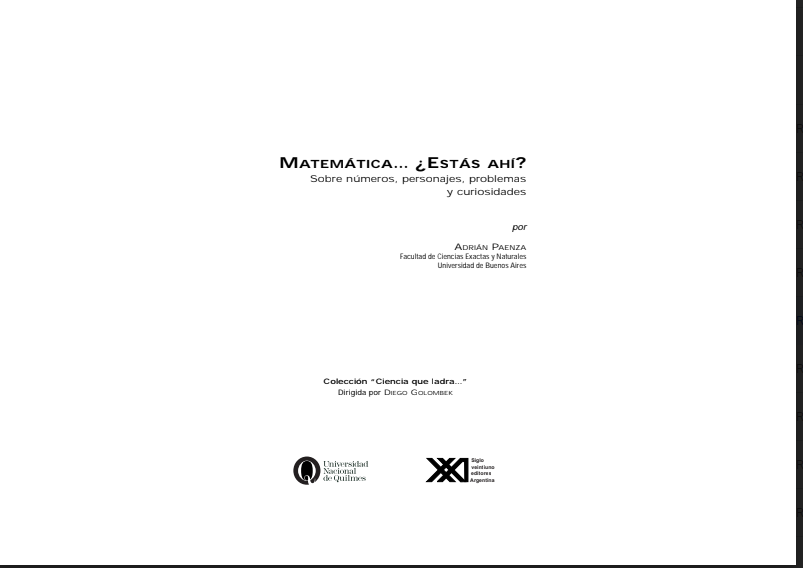 MATEMÁTICA... ¿ESTÁS AHÍ?
Sobre números, personajes, problemas
y curiosidades
por
ADRIÁN PAENZA
Facultad de Ciencias Exactas y Naturales
Universidad de Buenos Aires
Colección “Ciencia que ladra...”
Dirigida por DIEGO GOLOMBEK
Universidad
Nacional
de Quilmes
Siglo
veintiuno
editores
Argentina